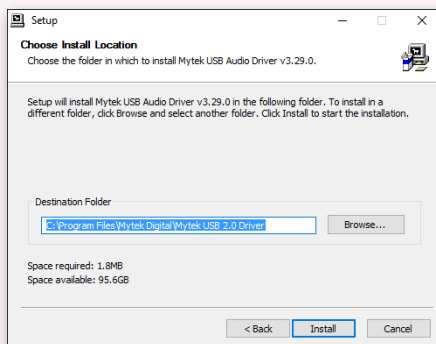 Setup
Choose Install Location
Choose the folder in which to install Mytek USB Audio Driver v3.29.0.
Setup will install Mytek USB Audio Driver v3.29.0 in the following folder. To install in a
different folder, click Browse and select another folder. Click Install to start the installation.
Destination Folder
C:\Program Files\Mytek Digital\Mytek USB 2.0 Driver
Browse...
Space required: 1.8MB
Space available: 95.6GB
< Back
Install
Cancel